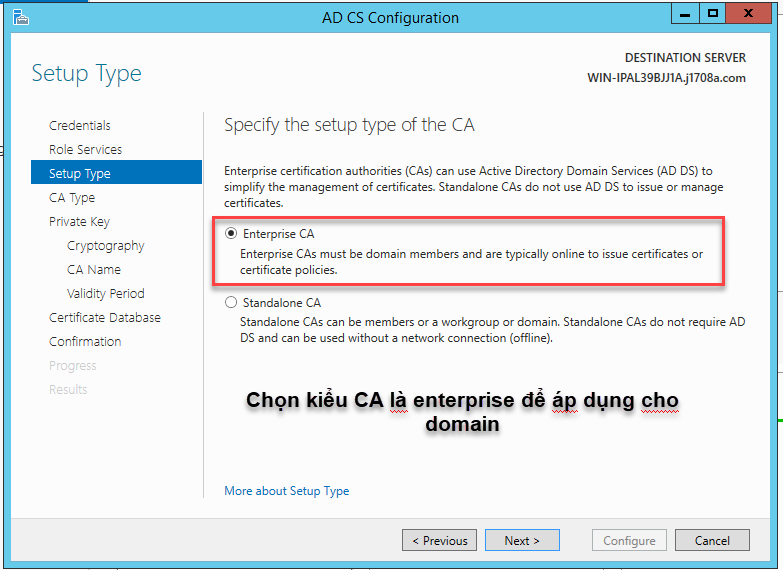 AD CS Configuration
DESTINATION SERVER
WIN-IPAL39BJJ1A.j1708a.com
Setup Type
Credentials
Role Services
Setup Type
CA Type
Private Key
Cryptography
CA Name
Validity Period
Certificate Database
Confirmation
Progress
Results
Specify the setup type of the CA
Enterprise certification authorities (CAs) can use Active Directory Domain Services (AD DS) to
simplify the management of certificates. Standalone CAs do not use AD DS to issue or manage
certificates.
Enterprise CA
Enterprise CAs must be domain members and are typically online to issue certificates or
certificate policies.
Standalone CA
Standalone CAs can be members or a workgroup or domain. Standalone CAs do not require AD
DS and can be used without a network connection (offline).
Chọn kiểu CA là enterprise để áp dụng cho
domain
More about Setup Type
< Previous
Next >
Configure
Cancel